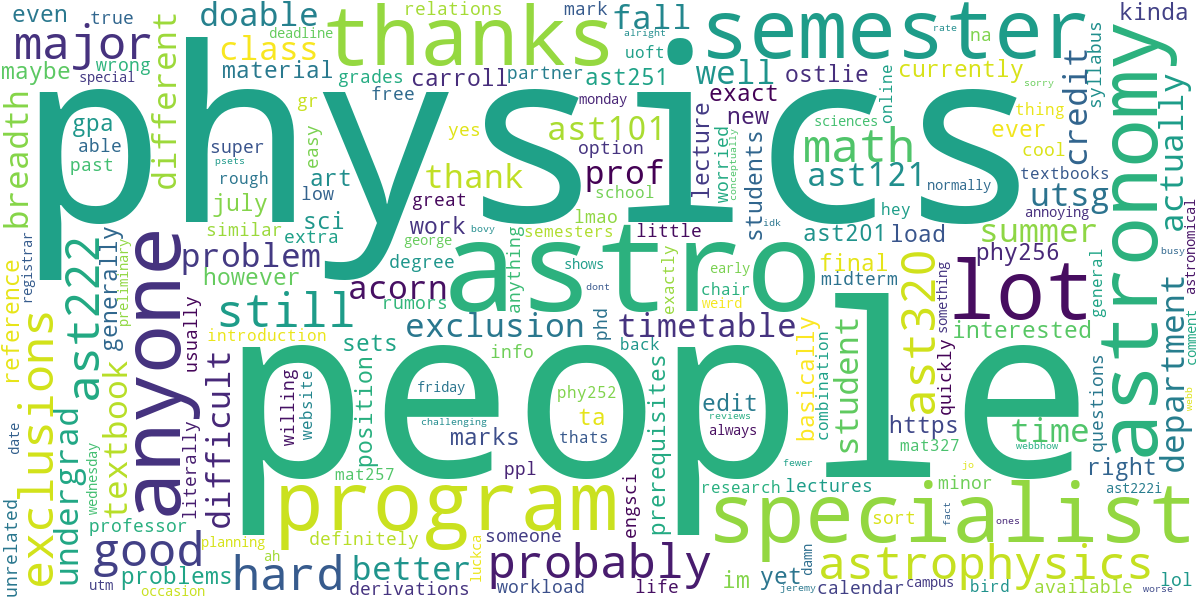 even true
doable
relations
mark
fall
kinda
deadline
alright
rate
major
different
thanks
semester
class
uoft
na
maybe
wrong
special
material
grades
carroll
partner
ast251
well
ostlie
currently
credit
syllabus
breadth
physics
free
gr
monday
exact
new
online
thing
gpa
able
past
super
psets
rough
easy
art
low
yes
ast101
option
prof
lecture
worried
conceptually
students
math
sciences
ast121
ever
cool
textbooks
normally
annoying
utsg
astronomy
actually
july
similar
sci
extra
thank
great
work
bovy
george
semesters
school
lmao
little
hey
ast201
load
idk
summer
phy256
general
busy
astronomical
registrar
reference
ast222
generally
preliminary
anyone
usually
problem
however
degree
rumors
acorn
astro
anything
shows
exactly
early
weird
chair
final
midterm
lot
interested
department
comment
still
exclusion
timetable
dont
phd
back
ast320
something
quickly
exclusions
undergrad
textbook
difficult
introduction
sets
position
info
people
willing
website
friday
challenging
marks
phy252
ta
thats
prerequisites
edit
reviews
always
basically
combination
student
https
mat327
time
questions
right
webb
webbhow
fewer
jo
literally
date
wednesday
mat257
ppl
program
engsci
research
lectures
minor
specialist
ast222i
unrelated
professor
planning
good
definitely
luckca
someone
probably
sort
fact
ones
astrophysics
utm
problems
occasion
ah
hard
better
derivations
workload
life
im
yet
damn
jeremy
calendar
campus
bird
available
worse
lol
sorry